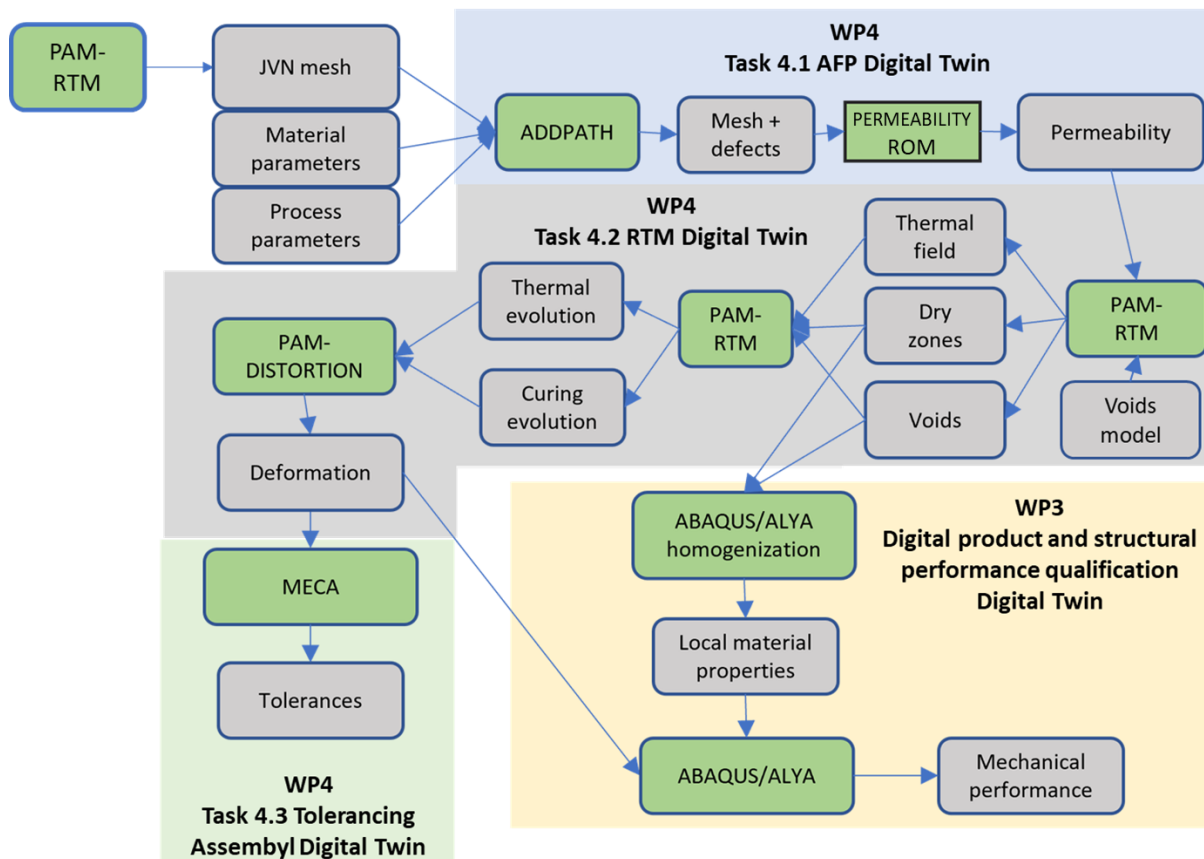 PAM-
RTM
JVN mesh
Material
parameters
Process
parameters
WP4
Task 4.1 AFP Digital Twin
ADDPATH
Mesh +
defects
PERMEABILITY
ROM
Permeability
WP4
Task 4.2 RTM Digital Twin
Thermal
field
Dry
zones
Voids
PAM-
RTM
Voids
model
PAM-
RTM
Thermal
evolution
Curing
evolution
PAM-
DISTORTION
Deformation
MECA
Tolerances
WP4
Task 4.3 Tolerancing
Assembyl Digital Twin
WP3
Digital product and structural
performance qualification
Digital Twin
ABAQUS/ALYA
homogenization
Local material
properties
ABAQUS/ALYA
Mechanical
performance